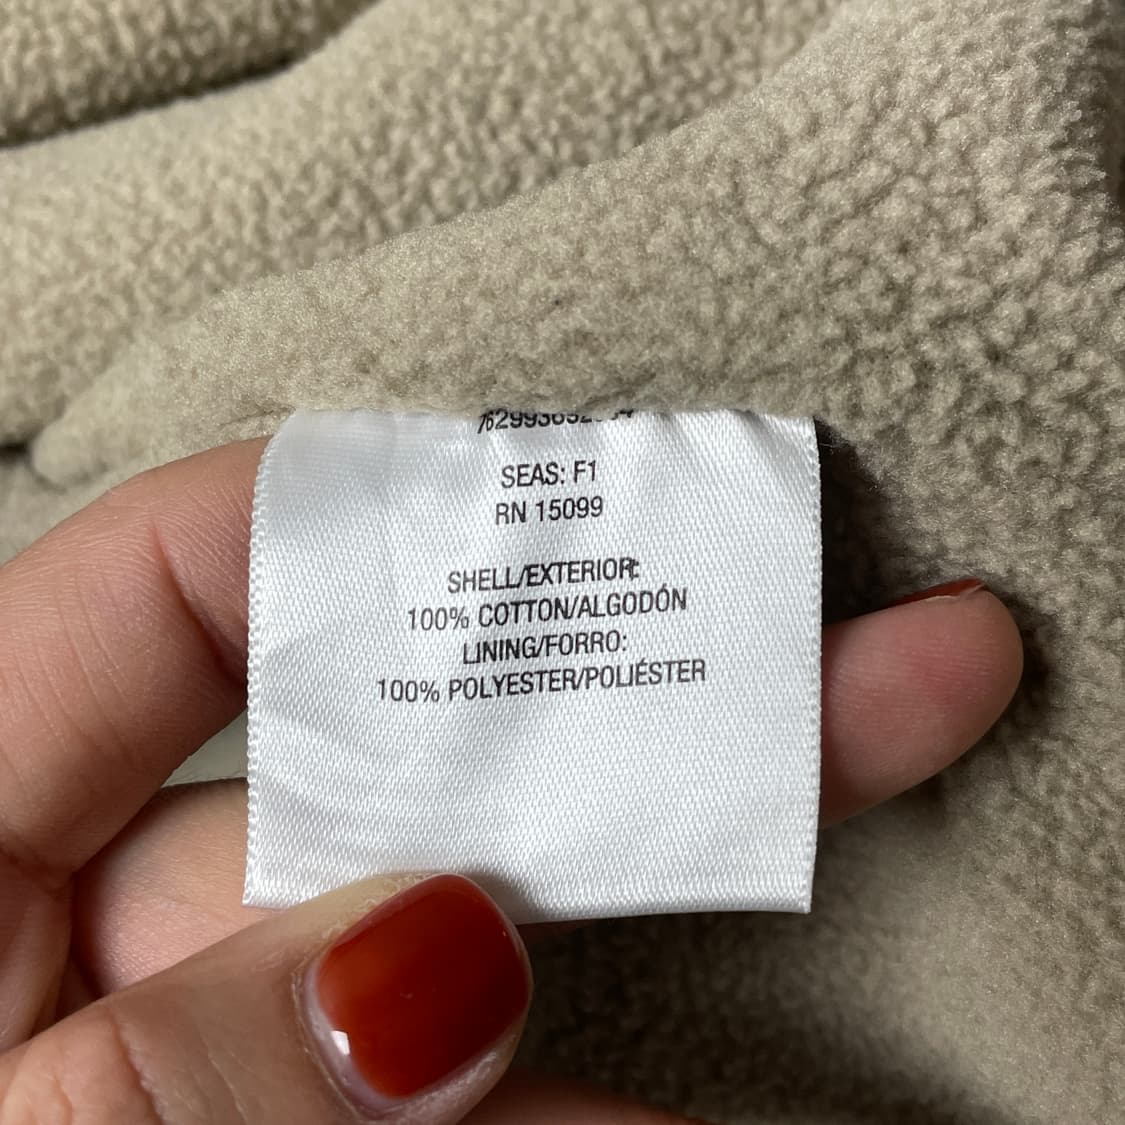 SEAS: F1
RN 15099
SHELL/EXTERIOR:
100% COTTON/ALGODÓN
LINING/FORRO:
100% POLYESTER/POLIÉSTER